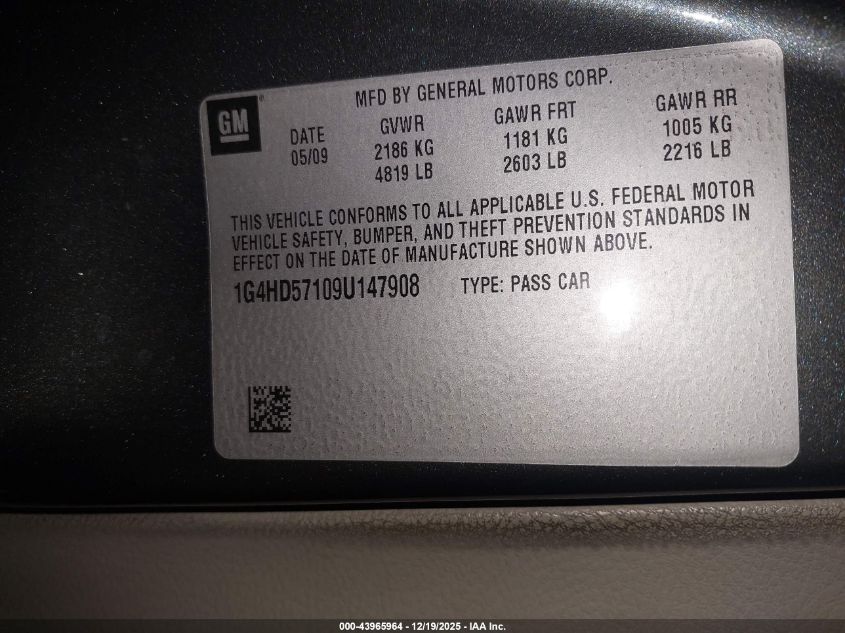 GM
MFD BY GENERAL MOTORS CORP.
DATE GVWR GAWR FRT GAWR RR
05/09 2186 KG 1181 KG 1005 KG
4819 LB 2603 LB 2216 LB
THIS VEHICLE CONFORMS TO ALL APPLICABLE U.S. FEDERAL MOTOR
VEHICLE SAFETY, BUMPER, AND THEFT PREVENTION STANDARDS IN
EFFECT ON THE DATE OF MANUFACTURE SHOWN ABOVE.
1G4HD57109U147908 TYPE: PASS CAR
000-43965964 - 12/19/2025 - IAA Inc.